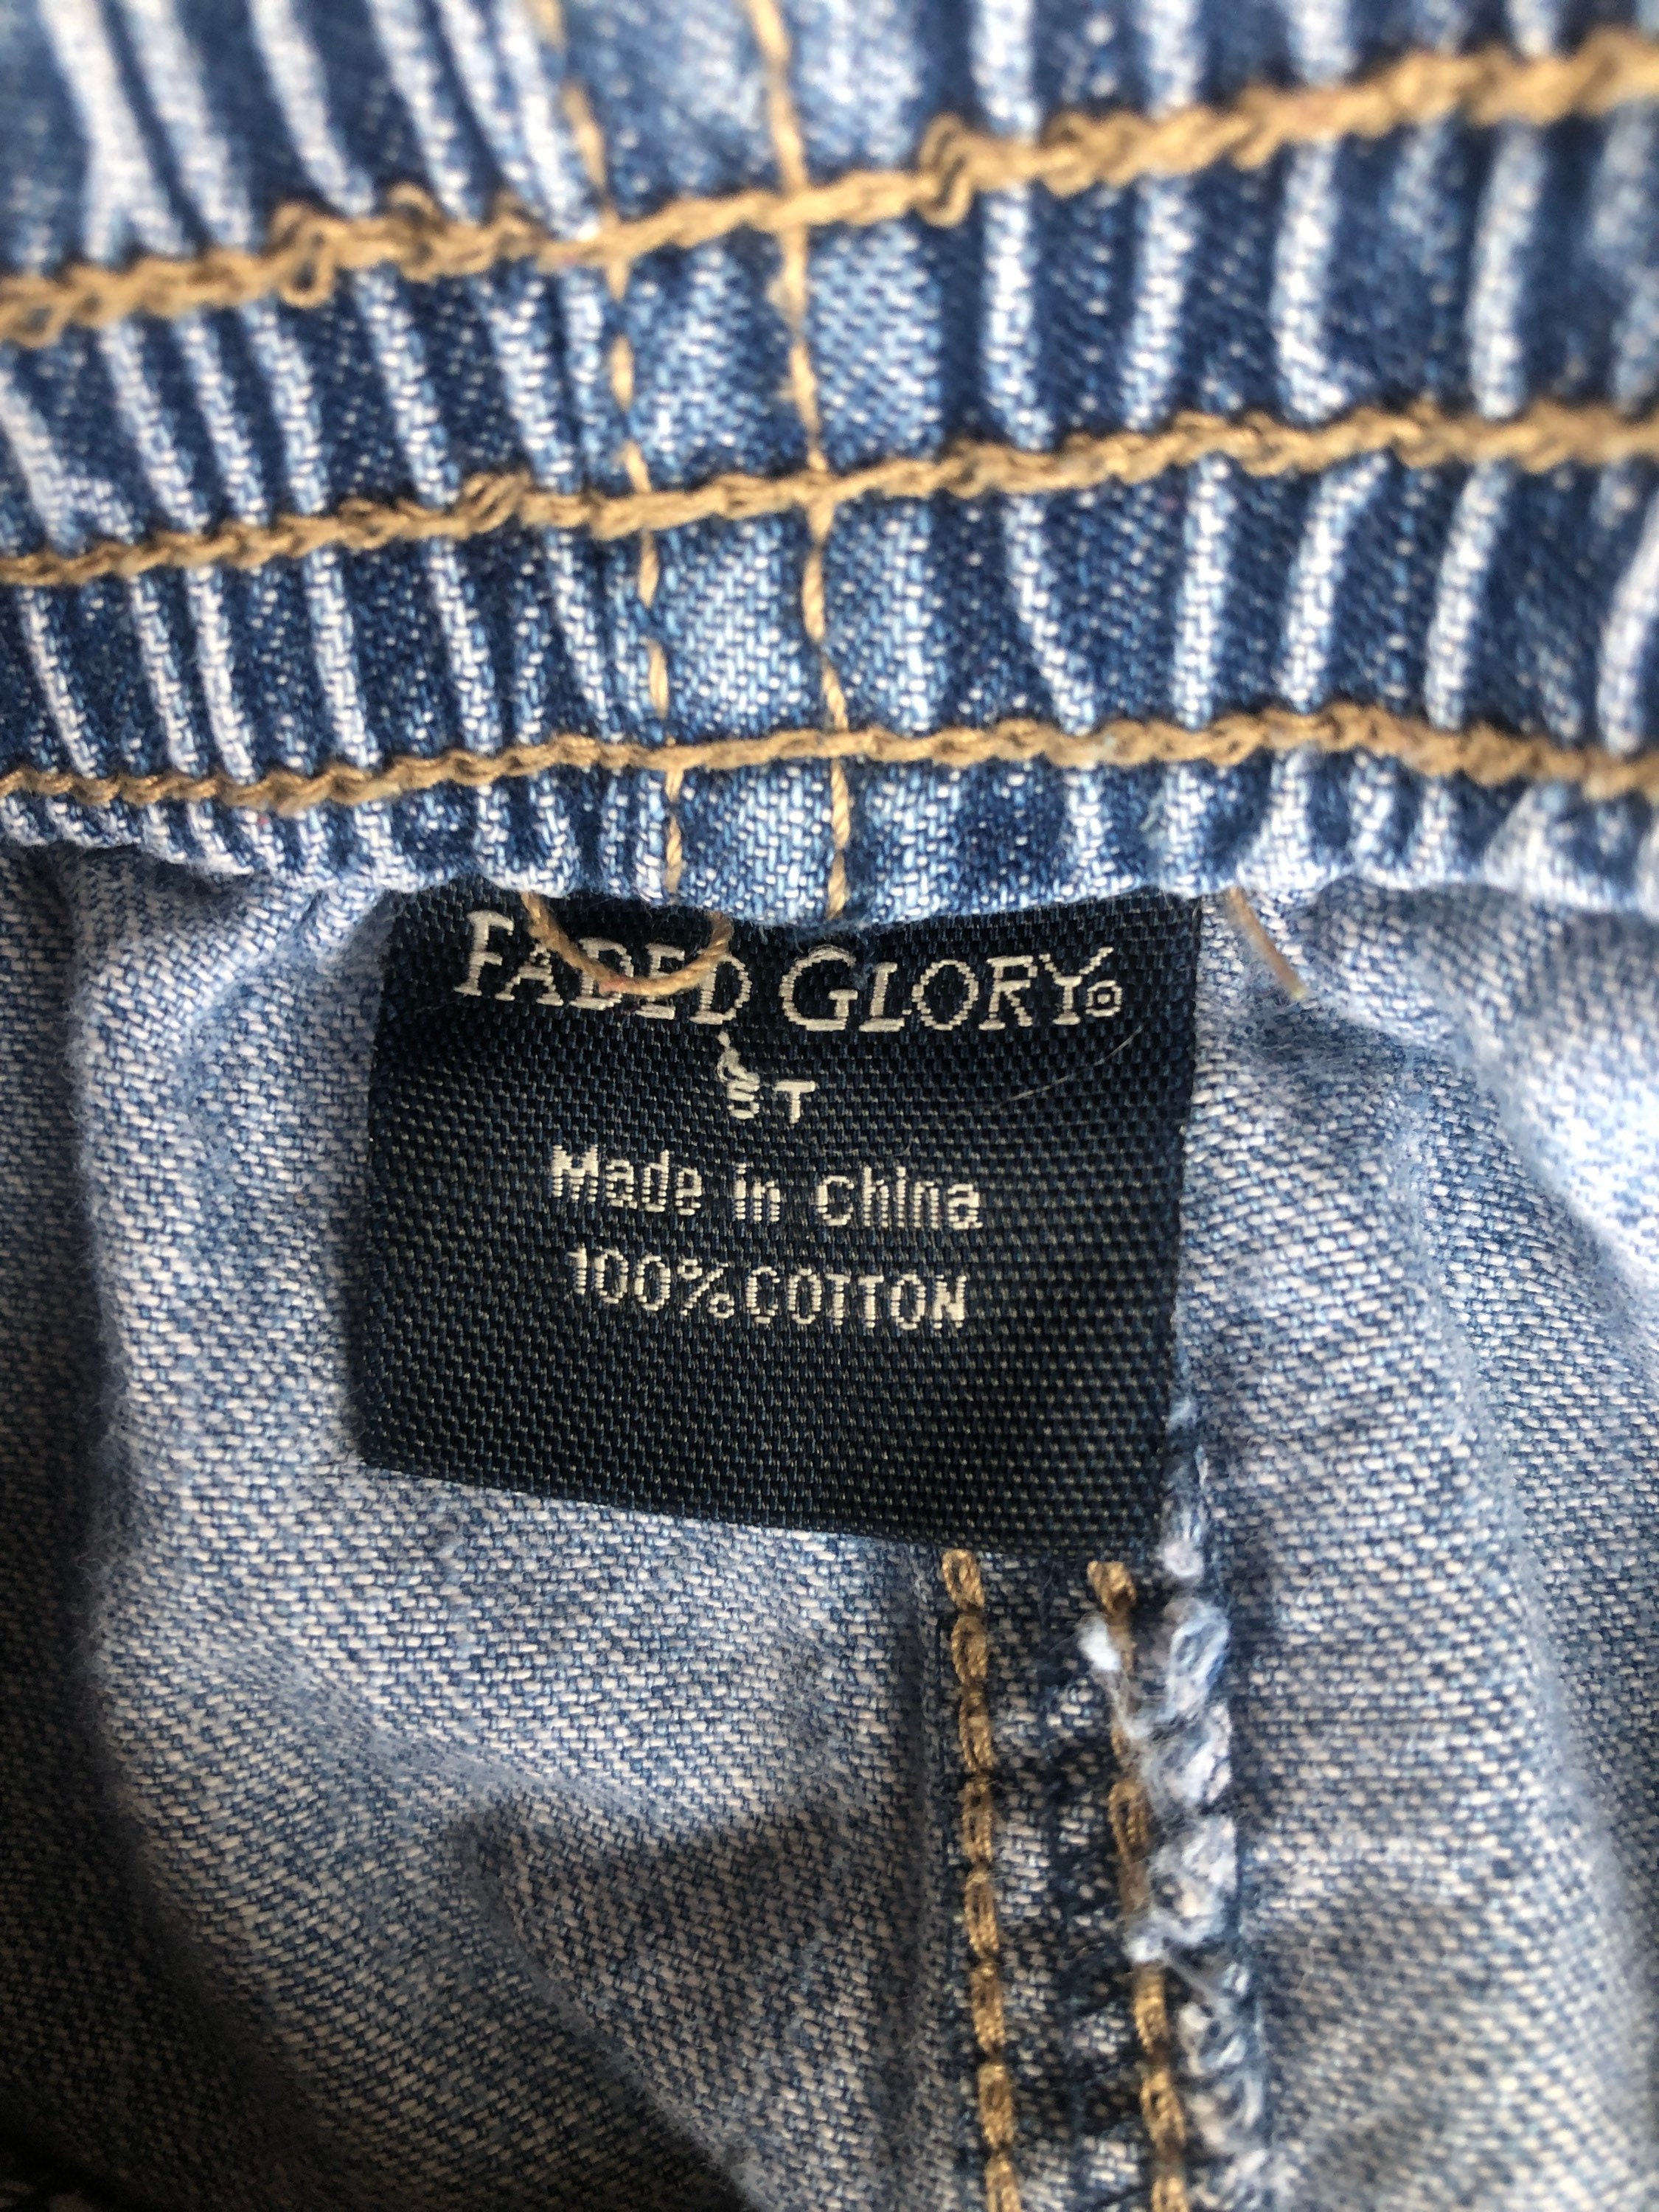 FADED GLORY®
5T
Made in China
100% COTTON